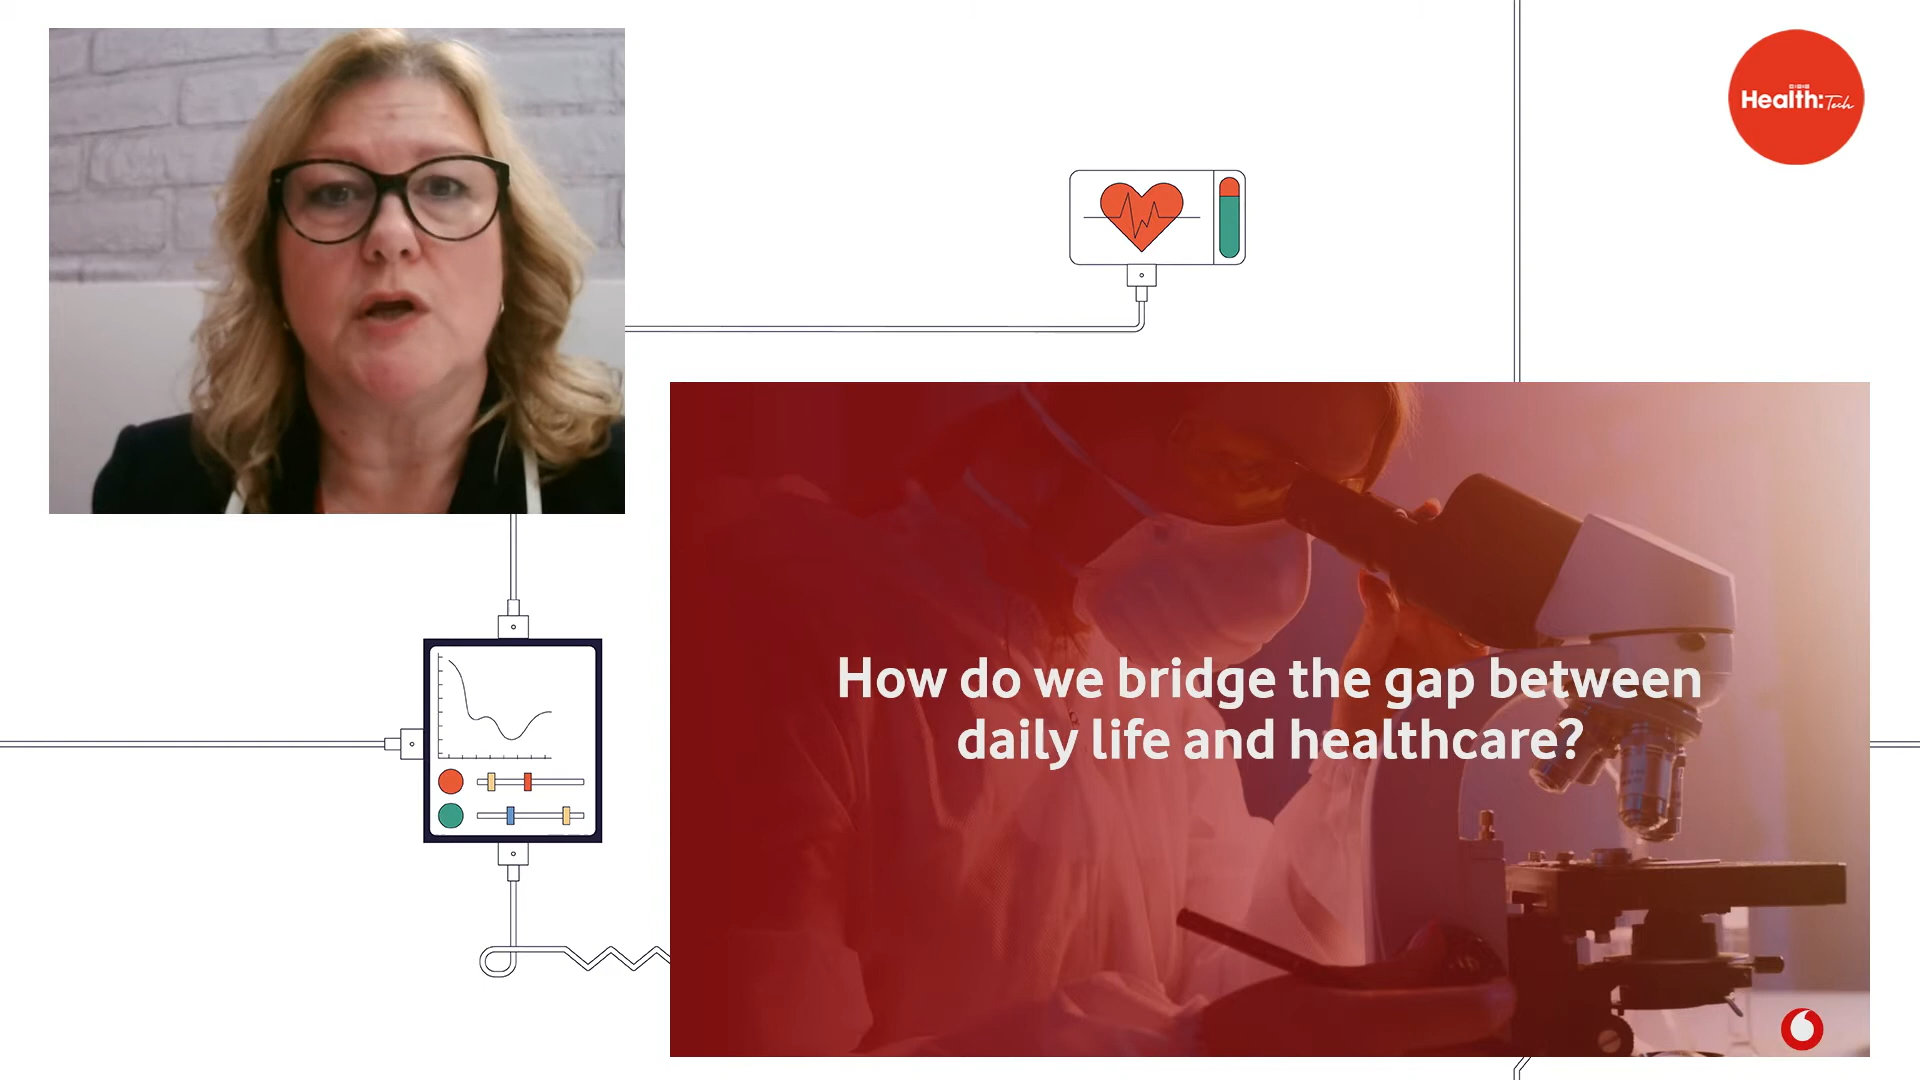 Health:Tech
How do we bridge the gap between
daily life and healthcare?